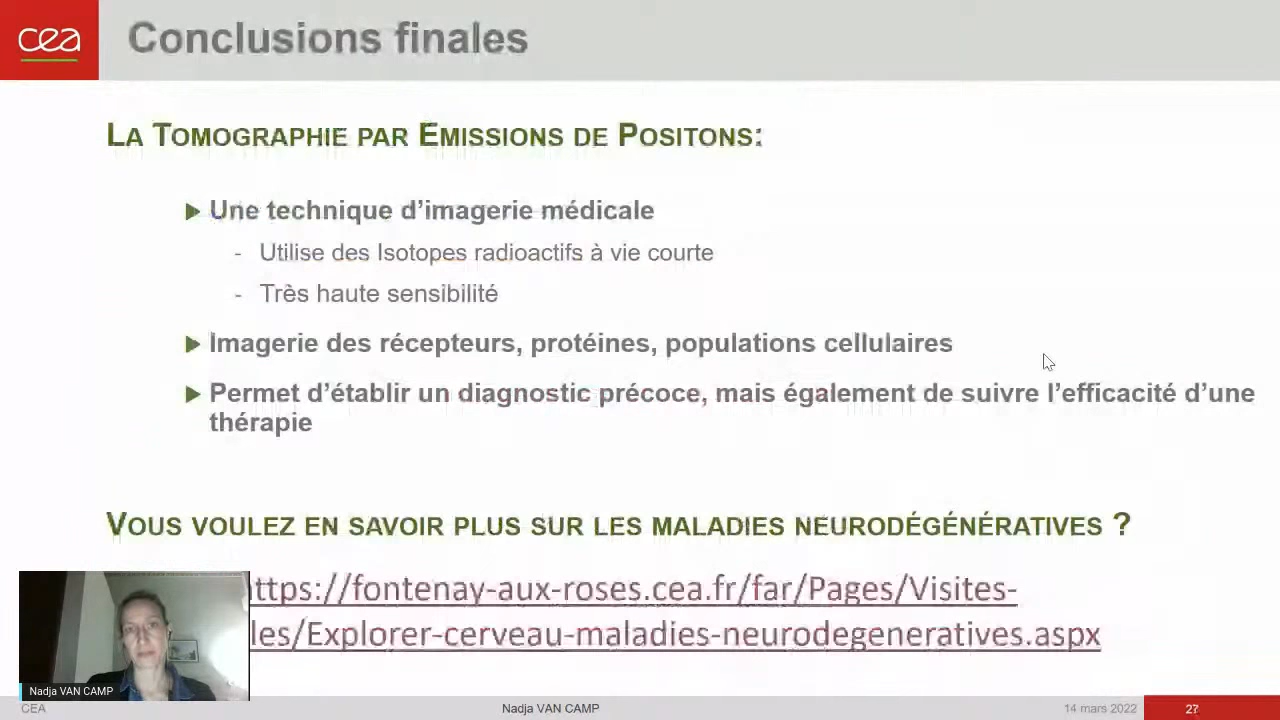 cea
Conclusions finales
LA TOMOGRAPHIE PAR EMISSIONS DE POSITONS:
Une technique d'imagerie médicale
- Utilise des Isotopes radioactifs à vie courte
- Très haute sensibilité
Imagerie des récepteurs, protéines, populations cellulaires
Permet d'établir un diagnostic précoce, mais également de suivre l'efficacité d'une
thérapie
VOUS VOULEZ EN SAVOIR PLUS SUR LES MALADIES NEURODÉGÉNÉRATIVES ?
ttps://fontenay-aux-roses.cea.fr/far/Pages/Visites-
les/Explorer-cerveau-maladies-neurodegeneratives.aspx
Nadja VAN CAMP
CEA
Nadja VAN CAMP
14 mars 2022
27